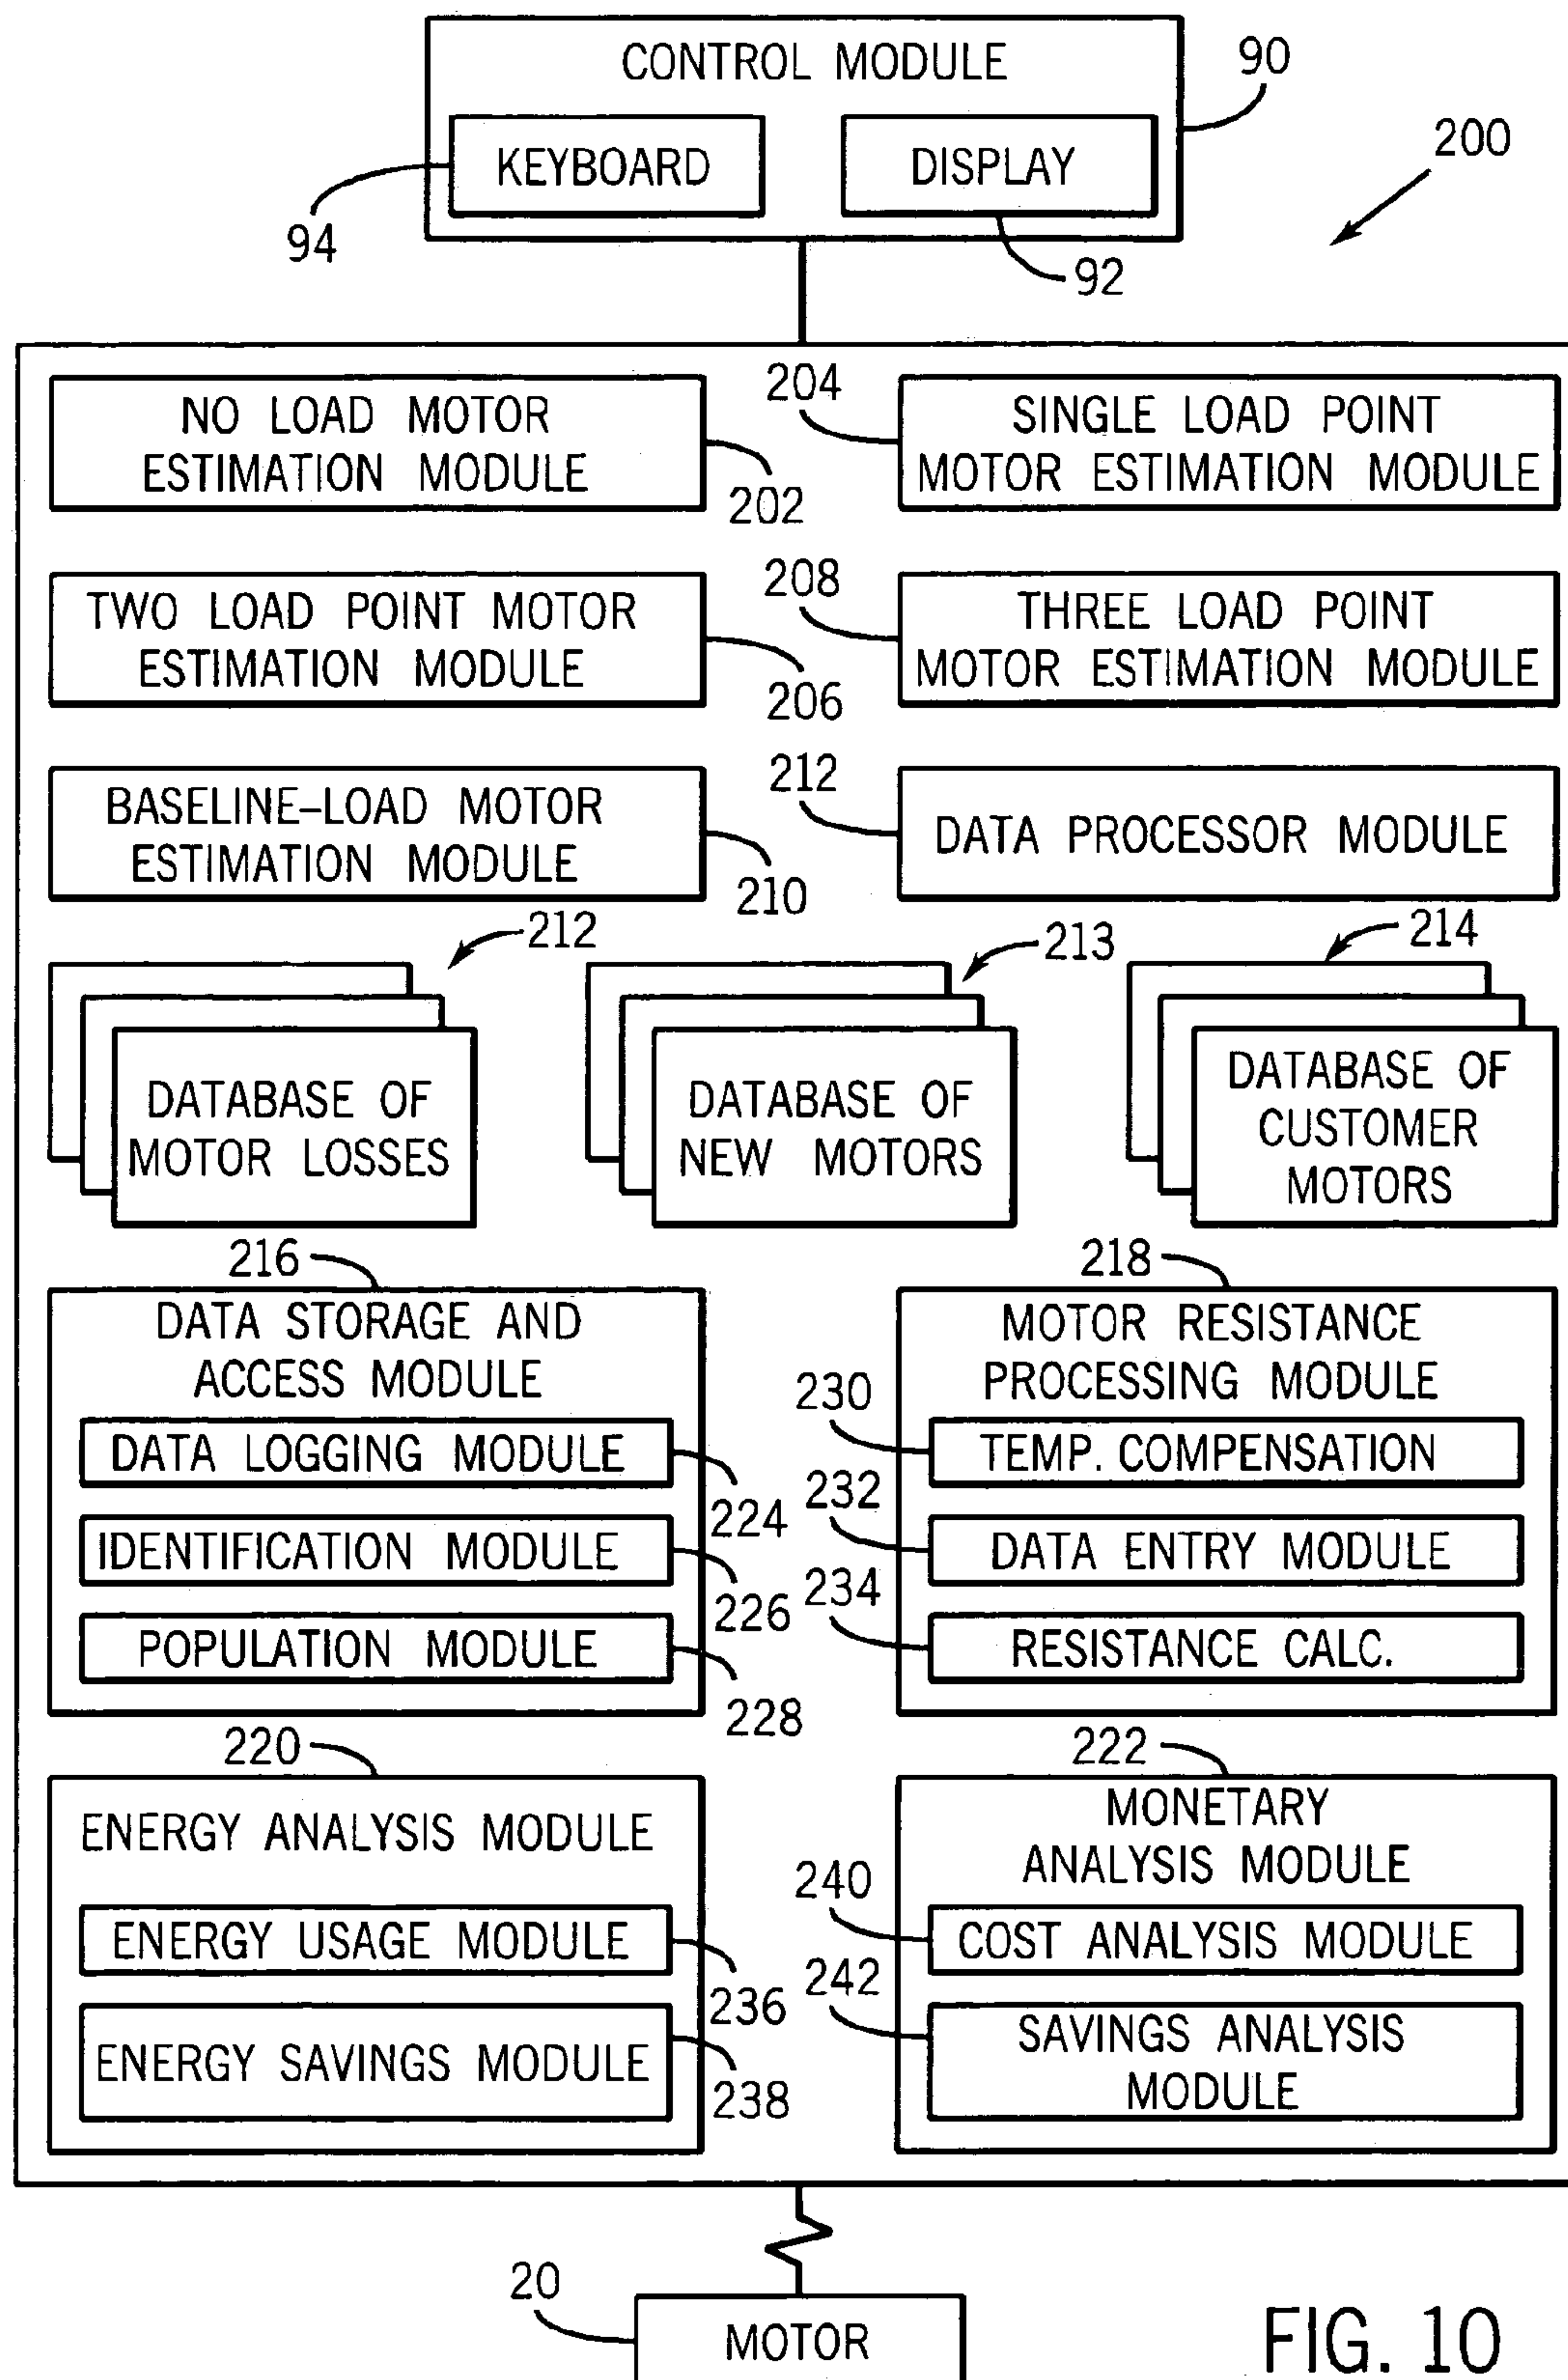 CONTROL MODULE
90
KEYBOARD
DISPLAY
200
94
92
NO LOAD MOTOR
ESTIMATION MODULE
202
204
SINGLE LOAD POINT
MOTOR ESTIMATION MODULE
TWO LOAD POINT MOTOR
ESTIMATION MODULE
206
208
THREE LOAD POINT
MOTOR ESTIMATION MODULE
BASELINE-LOAD MOTOR
ESTIMATION MODULE
210
212
DATA PROCESSOR MODULE
212
DATABASE OF
MOTOR LOSSES
213
DATABASE OF
NEW MOTORS
214
DATABASE OF
CUSTOMER
MOTORS
216
DATA STORAGE AND
ACCESS MODULE
DATA LOGGING MODULE
224
IDENTIFICATION MODULE
226
POPULATION MODULE
228
218
MOTOR RESISTANCE
PROCESSING MODULE
230
TEMP. COMPENSATION
232
DATA ENTRY MODULE
234
RESISTANCE CALC.
220
ENERGY ANALYSIS MODULE
ENERGY USAGE MODULE
236
ENERGY SAVINGS MODULE
238
222
MONETARY
ANALYSIS MODULE
240
COST ANALYSIS MODULE
242
SAVINGS ANALYSIS
MODULE
20
MOTOR
FIG. 10